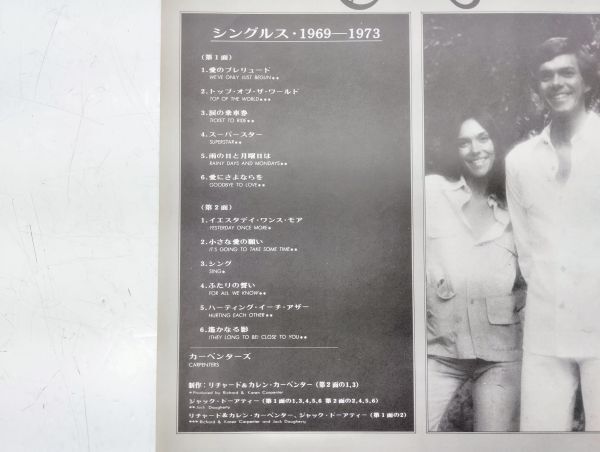 シングルス・1969—1973
(第1面)
1.愛のプレリュード
WE'VE ONLY JUST BEGUN★★
2.トップ・オブ・ザ・ワールド
TOP OF THE WORLD★★★
3.涙の乗車券
TICKET TO RIDE★★
4.スーパースター
SUPERSTAR★★
5.雨の日と月曜日は
RAINY DAYS AND MONDAYS★★
6.愛にさよならを
GOODBYE TO LOVE★★
(第2面)
1.イエスタデイ・ワンス・モア
YESTERDAY ONCE MORE★
2.小さな愛の願い
IT'S GOING TO TAKE SOME TIME★★
3.シング
SING★
4.ふたりの誓い
FOR ALL WE KNOW★★
5.ハーティング・イーチ・アザー
HURTING EACH OTHER★★
6.遙かなる影
(THEY LONG TO BE) CLOSE TO YOU★★
カーペンターズ
CARPENTERS
制作：リチャード&カレン・カーペンター (第2面の1,3)
★Produced by Richard & Karen Carpenter
ジャック・ドーアティー (第1面の1,3,4,5,6 第2面の2,4,5,6)
★★Jack Daugherty
リチャード&カレン・カーペンター、ジャック・ドーアティー (第1面の2)
★★★Richard & Karen Carpenter and Jack Daugherty